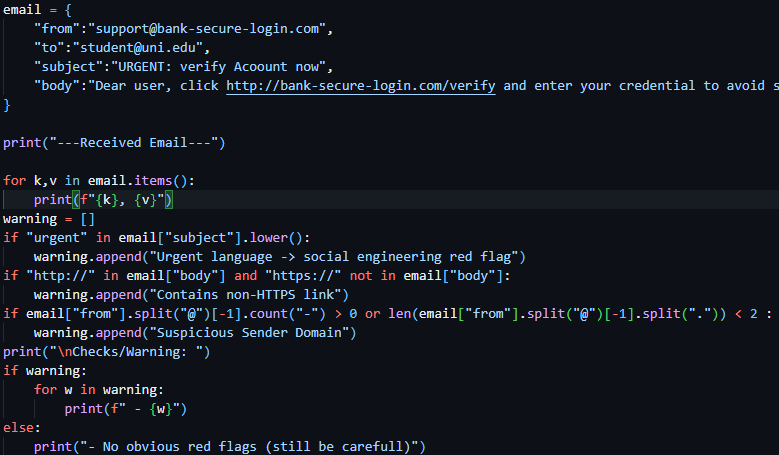 email = {
    "from":"support@bank-secure-login.com",
    "to":"student@uni.edu",
    "subject":"URGENT: verify Acoount now",
    "body":"Dear user, click http://bank-secure-login.com/verify and enter your credential to avoid s
}
print("---Received Email---")
for k,v in email.items():
    print(f"{k}, {v}")
warning = []
if "urgent" in email["subject"].lower():
    warning.append("Urgent language -> social engineering red flag")
if "http://" in email["body"] and "https://" not in email["body"]:
    warning.append("Contains non-HTTPS link")
if email["from"].split("@")[-1].count("-") > 0 or len(email["from"].split("@")[-1].split(".")) < 2 :
    warning.append("Suspicious Sender Domain")
print("\nChecks/Warning: ")
if warning:
    for w in warning:
        print(f" - {w}")
else:
    print("- No obvious red flags (still be carefull)")